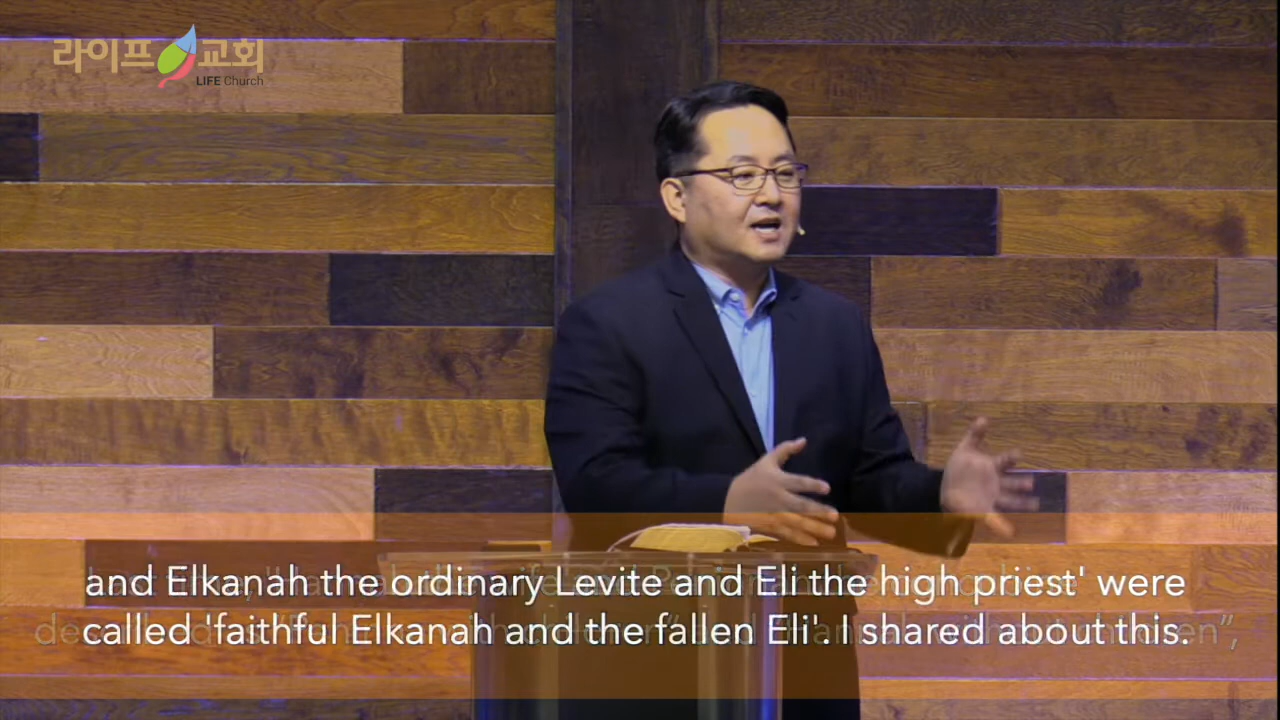 라이프 교회
LIFE Church
and Elkanah the ordinary Levite and Eli the high priest' were
called 'faithful Elkanah and the fallen Eli'. I shared about this.